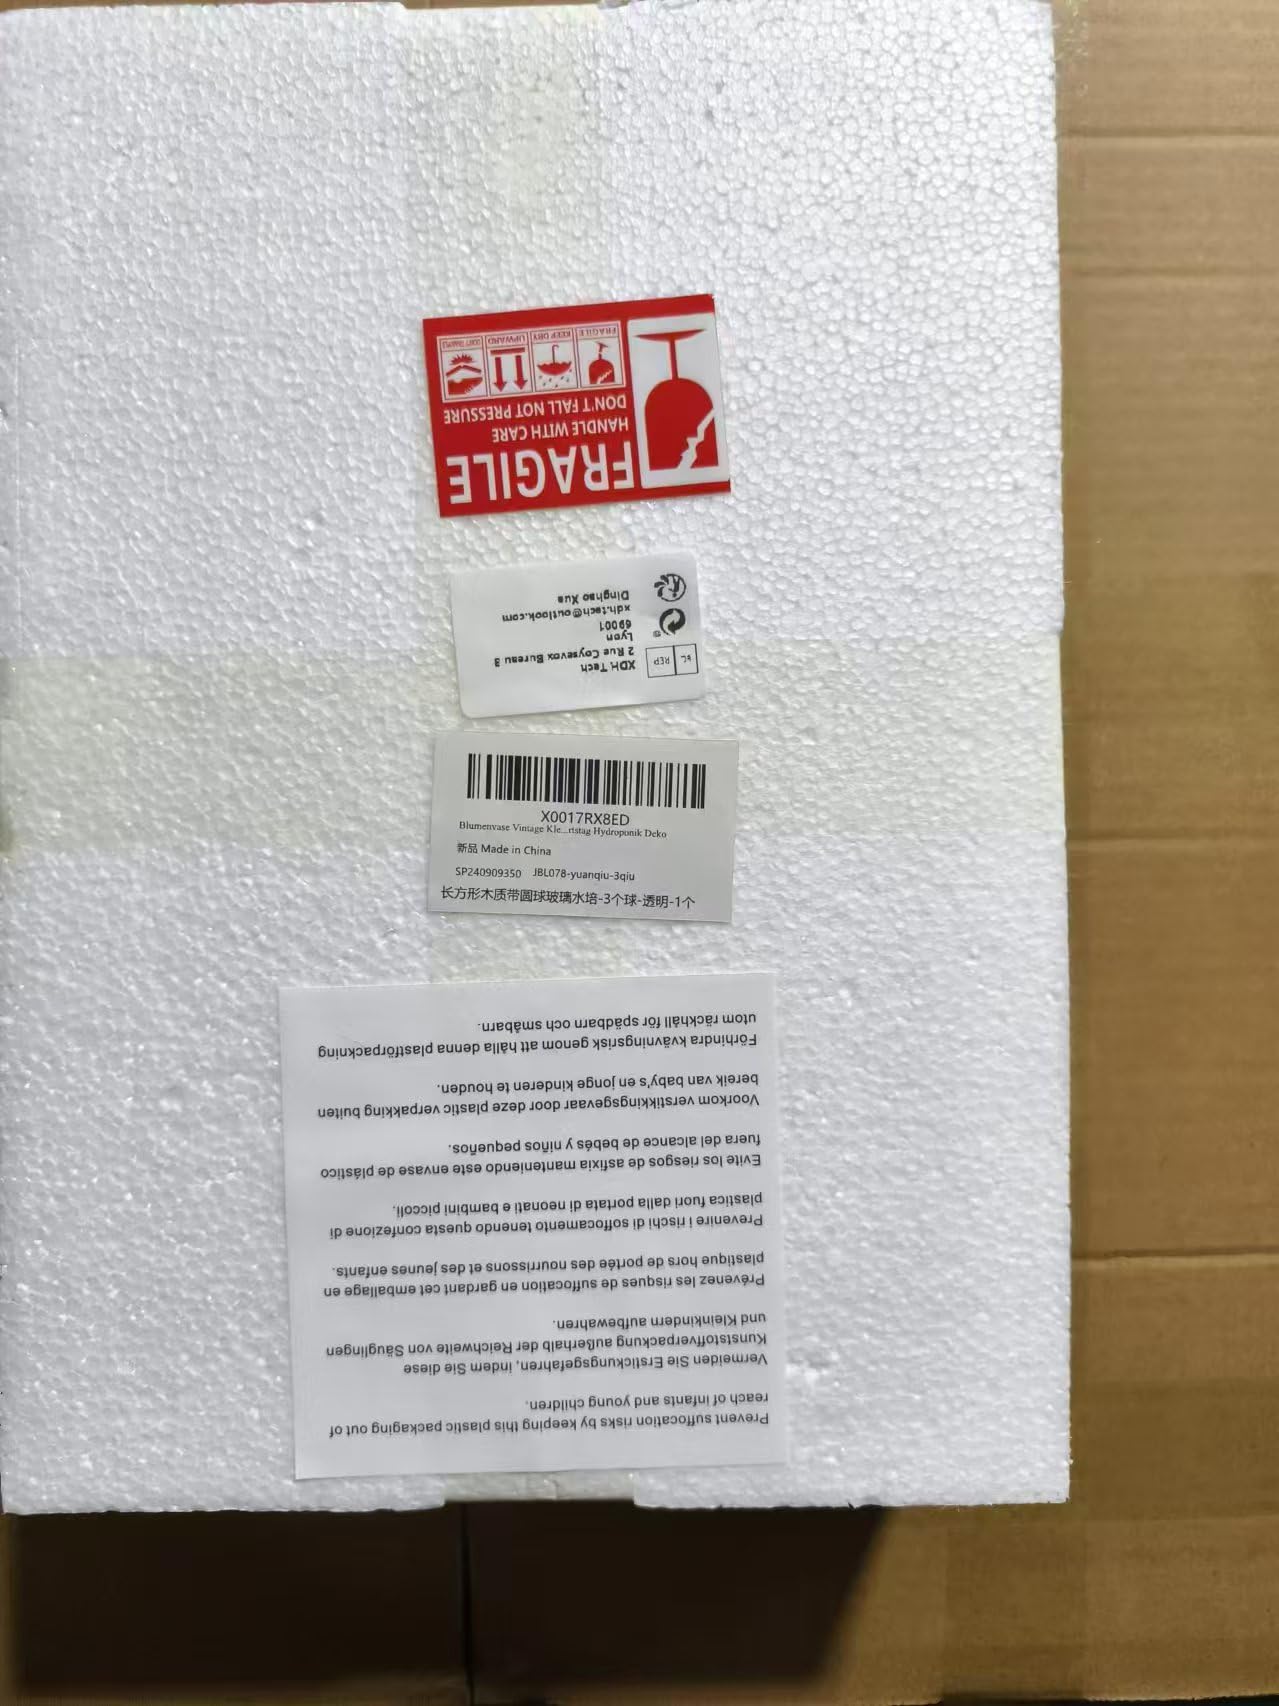 FRAGILE
HANDLE WITH CARE
DON'T FALL NOT PRESSURE
FRAGILE
KEEP DRY
UPWARD
REP
XDH Tech
2 Rue Coysevox Bureau 3
Lyon
69001
xdh.tech@outlook.com
Dinghao Xue
X0017RX8ED
Blumenvase Vintage Kle...rtstag Hydroponik Deko
新品 Made in China
SP240909350 JBL078-yuanqiu-3qiu
长方形木质带圆球玻璃水培-3个球-透明-1个
Prevent suffocation risks by keeping this plastic packaging out of
reach of infants and young children.
Vermeiden Sie Erstickungsgefahren, indem Sie diese
Kunststoffverpackung außerhalb der Reichweite von Säuglingen
und Kleinkindern aufbewahren.
Prévenez les risques de suffocation en gardant cet emballage en
plastique hors de portée des nourrissons et des jeunes enfants.
Prevenire i rischi di soffocamento tenendo questa confezione di
plastica fuori dalla portata di neonati e bambini piccoli.
Evite los riesgos de asfixia manteniendo este envase de plástico
fuera del alcance de bebés y niños pequeños.
Voorkom verstikkingsgevaar door deze plastic verpakking buiten
bereik van baby's en jonge kinderen te houden.
Förhindra kvävningsrisk genom att hålla denna plastförpackning
utom räckhåll för spädbarn och småbarn.